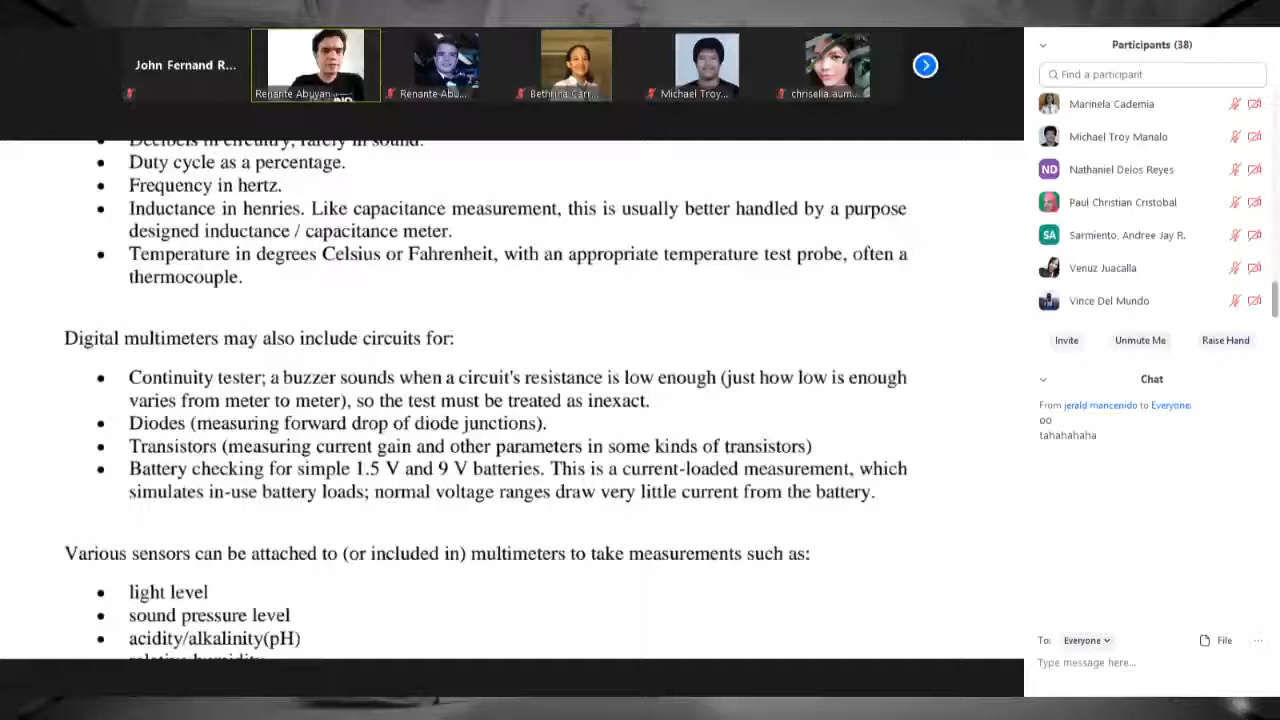 John Fernand R...
Renante Abuyan...
Renante Abu...
Bethrina Carr...
Michael Troy...
chrisella.aum...
Decibels in circuitry, rarely in sound.
• Duty cycle as a percentage.
• Frequency in hertz.
• Inductance in henries. Like capacitance measurement, this is usually better handled by a purpose
designed inductance / capacitance meter.
• Temperature in degrees Celsius or Fahrenheit, with an appropriate temperature test probe, often a
thermocouple.
Digital multimeters may also include circuits for:
• Continuity tester; a buzzer sounds when a circuit's resistance is low enough (just how low is enough
varies from meter to meter), so the test must be treated as inexact.
• Diodes (measuring forward drop of diode junctions).
• Transistors (measuring current gain and other parameters in some kinds of transistors)
• Battery checking for simple 1.5 V and 9 V batteries. This is a current-loaded measurement, which
simulates in-use battery loads; normal voltage ranges draw very little current from the battery.
Various sensors can be attached to (or included in) multimeters to take measurements such as:
• light level
• sound pressure level
• acidity/alkalinity(pH)
relative humidity
Participants (38)
Find a participant
Marinela Cademia
Michael Troy Manalo
ND Nathaniel Delos Reyes
Paul Christian Cristobal
SA Sarmiento, Andree Jay R.
Venuz Juacalla
Vince Del Mundo
Invite Unmute Me Raise Hand
Chat
From jerald mancenido to Everyone:
oo
tahahahaha
To: Everyone File ...
Type message here...